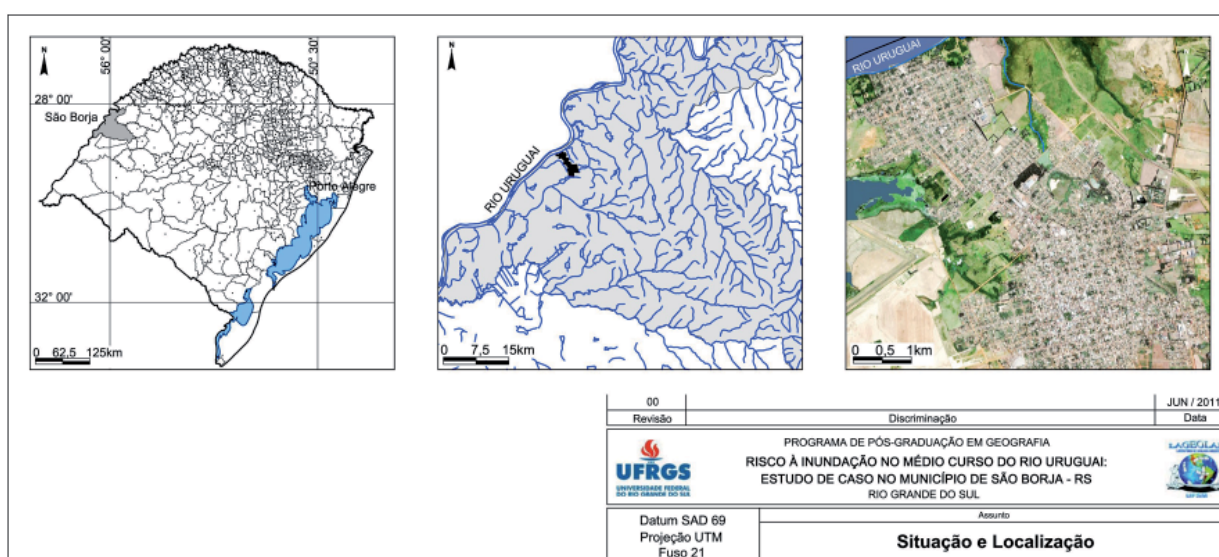 N
56 00'
50 30'
28 00'
São Borja
Porto Alegre
32 00'
0 62,5 125km
N
RIO URUGUAI
0 7,5 15km
RIO URUGUAI
0 0,5 1km
00
JUN / 2011
Revisão
Discriminação
Data
UFRGS
UNIVERSIDADE FEDERAL
DO RIO GRANDE DO SUL
PROGRAMA DE PÓS-GRADUAÇÃO EM GEOGRAFIA
RISCO À INUNDAÇÃO NO MÉDIO CURSO DO RIO URUGUAI:
ESTUDO DE CASO NO MUNICÍPIO DE SÃO BORJA - RS
RIO GRANDE DO SUL
Datum SAD 69
Projeção UTM
Fuso 21
Assunto
Situação e Localização